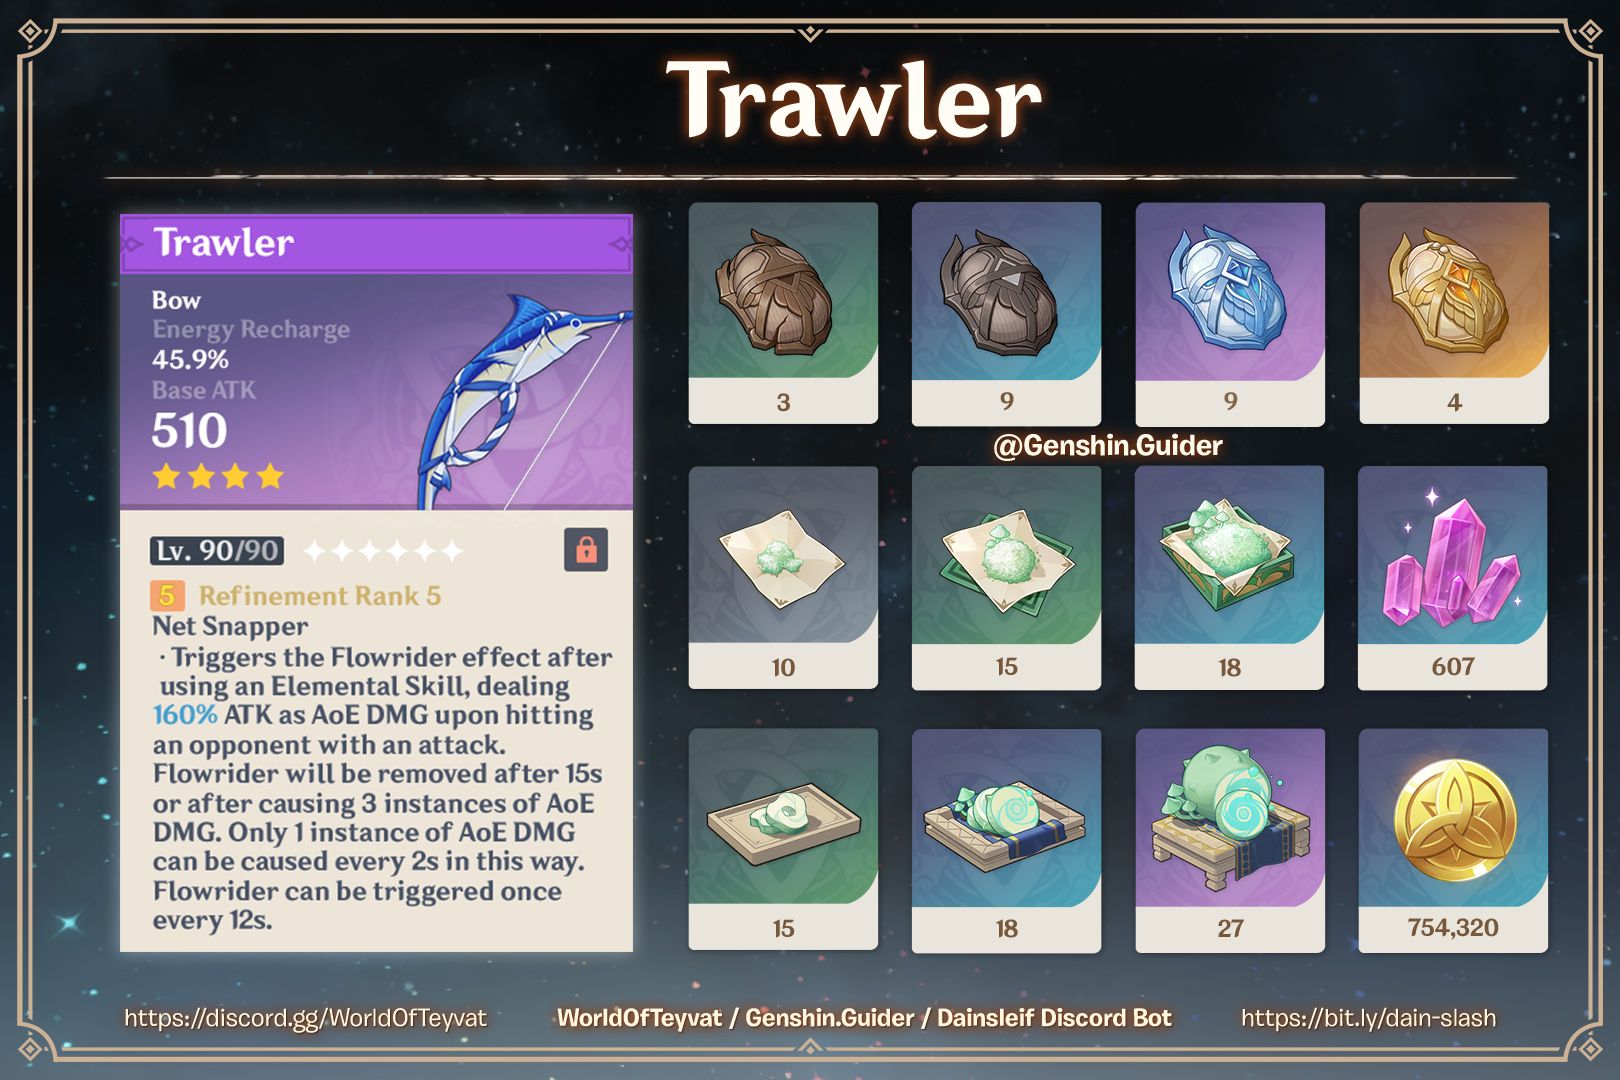 Trawler
Trawler
Bow
Energy Recharge
45.9%
Base ATK
510
Lv. 90/90
5 Refinement Rank 5
Net Snapper
· Triggers the Flowrider effect after
using an Elemental Skill, dealing
160% ATK as AoE DMG upon hitting
an opponent with an attack.
Flowrider will be removed after 15s
or after causing 3 instances of AoE
DMG. Only 1 instance of AoE DMG
can be caused every 2s in this way.
Flowrider can be triggered once
every 12s.
3
9
9
4
@Genshin.Guider
10
15
18
607
15
18
27
754,320
https://discord.gg/WorldOfTeyvat
WorldOfTeyvat / Genshin.Guider / Dainsleif Discord Bot
https://bit.ly/dain-slash